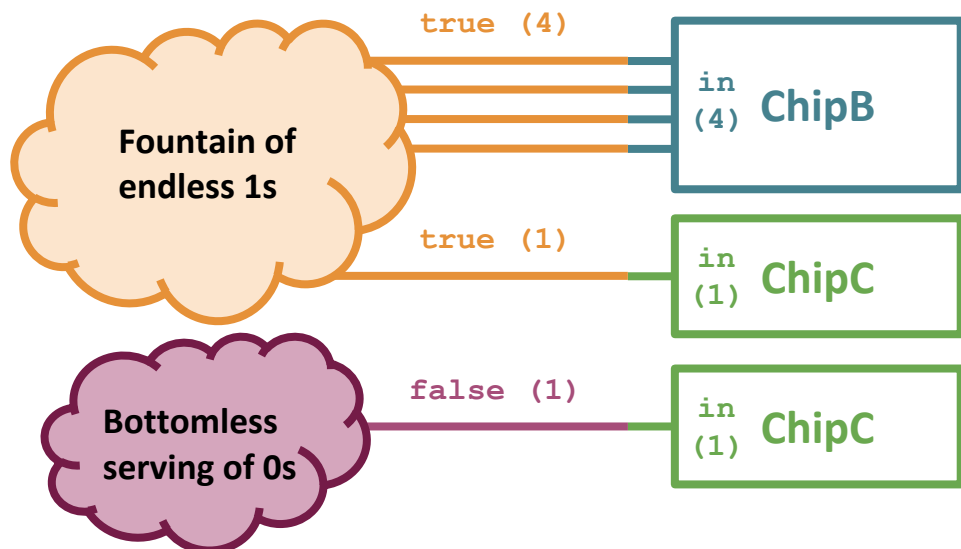 true (4)
Fountain of
endless 1s
in
(4)
ChipB
true (1)
in
(1)
ChipC
Bottomless
serving of 0s
false (1)
in
(1)
ChipC